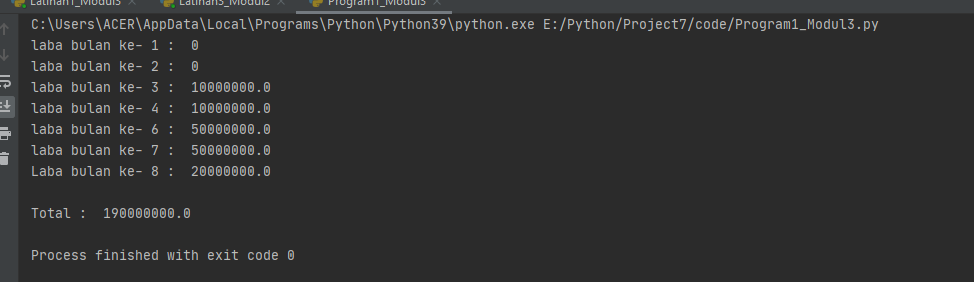 Latihan1_Modul3 × Latihan3_Modul2 × Program1_Modul3 ×
C:\Users\ACER\AppData\Local\Programs\Python\Python39\python.exe E:/Python/Project7/code/Program1_Modul3.py
laba bulan ke- 1 :  0
laba bulan ke- 2 :  0
laba bulan ke- 3 :  10000000.0
laba bulan ke- 4 :  10000000.0
laba bulan ke- 6 :  50000000.0
laba bulan ke- 7 :  50000000.0
Laba bulan ke- 8 :  20000000.0
Total :  190000000.0
Process finished with exit code 0